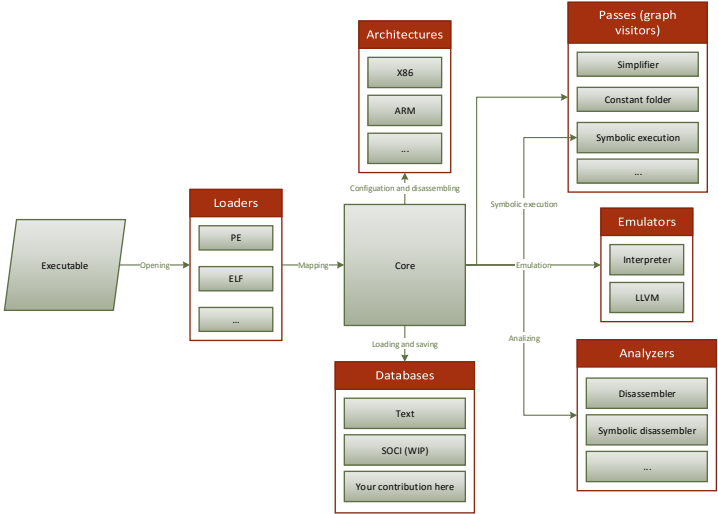 Architectures
X86
ARM
...
Passes (graph
visitors)
Simplifier
Constant folder
Symbolic execution
...
Configuation and disassembling
Symbolic execution
Loaders
PE
ELF
...
Executable
Opening
Mapping
Core
Emulation
Emulators
Interpreter
LLVM
Loading and saving
Analizing
Databases
Text
SOCI (WIP)
Your contribution here
Analyzers
Disassembler
Symbolic disassembler
...